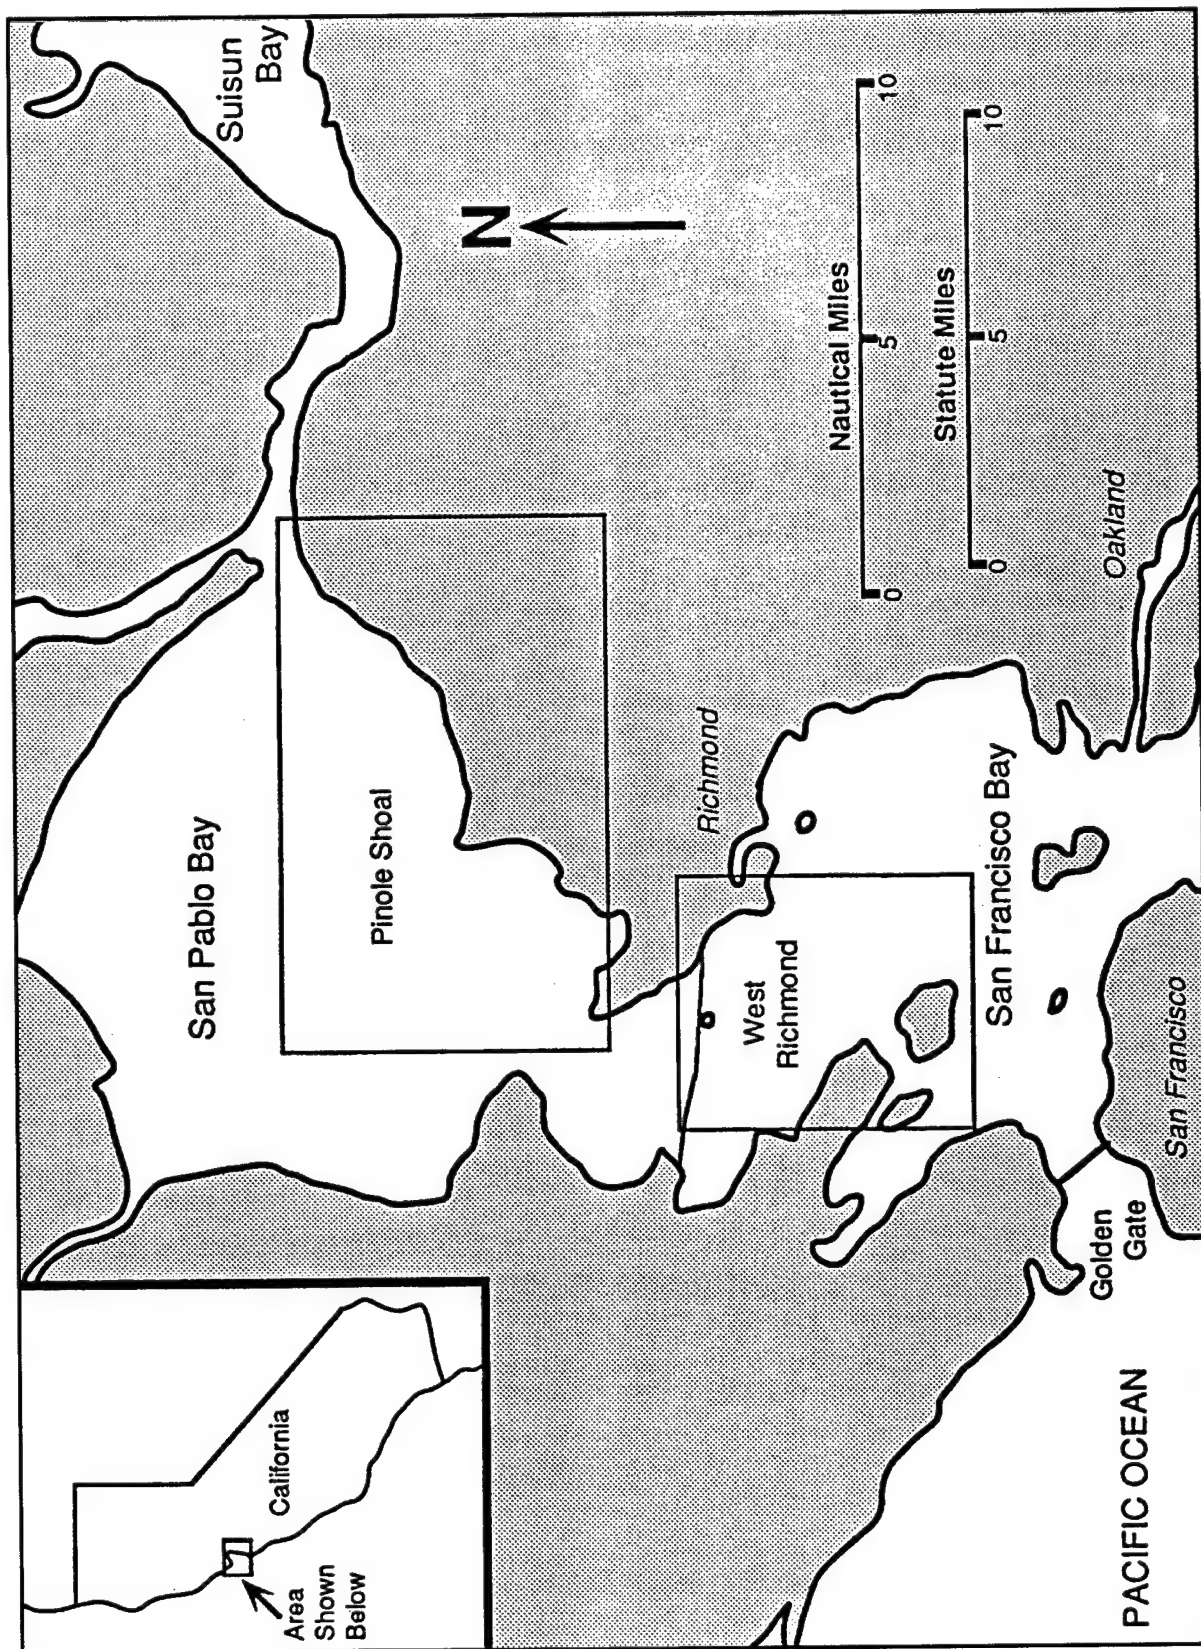 Suisun
Bay
San Pablo Bay
Pinole Shoal
N
Richmond
West
Richmond
Nautical Miles
0
5
10
Statute Miles
0
5
10
Oakland
San Francisco Bay
San Francisco
Golden
Gate
PACIFIC OCEAN
California
Area
Shown
Below